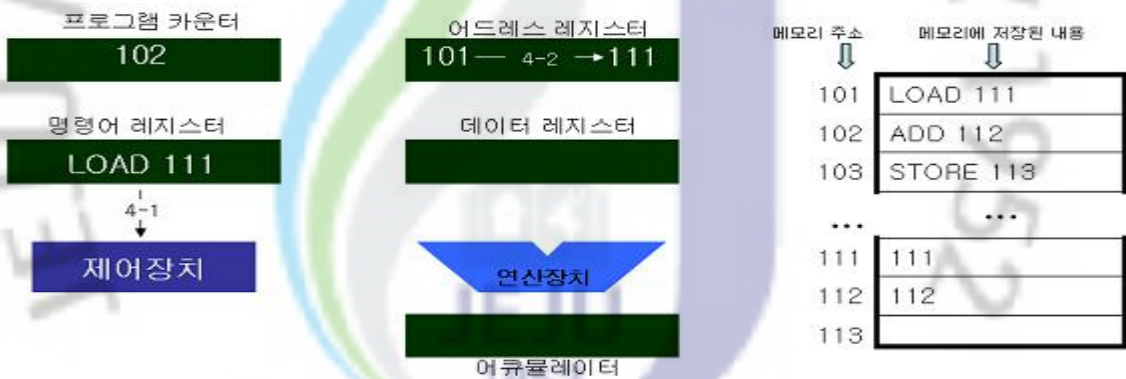 프로그램 카운터
102
명령어 레지스터
LOAD 111
4-1
제어장치
어드레스 레지스터
101 — 4-2 → 111
데이터 레지스터
연산장치
어큐뮬레이터
메모리 주소 메모리에 저장된 내용
101 LOAD 111
102 ADD 112
103 STORE 113
... ...
111 111
112 112
113
JEJU
1952